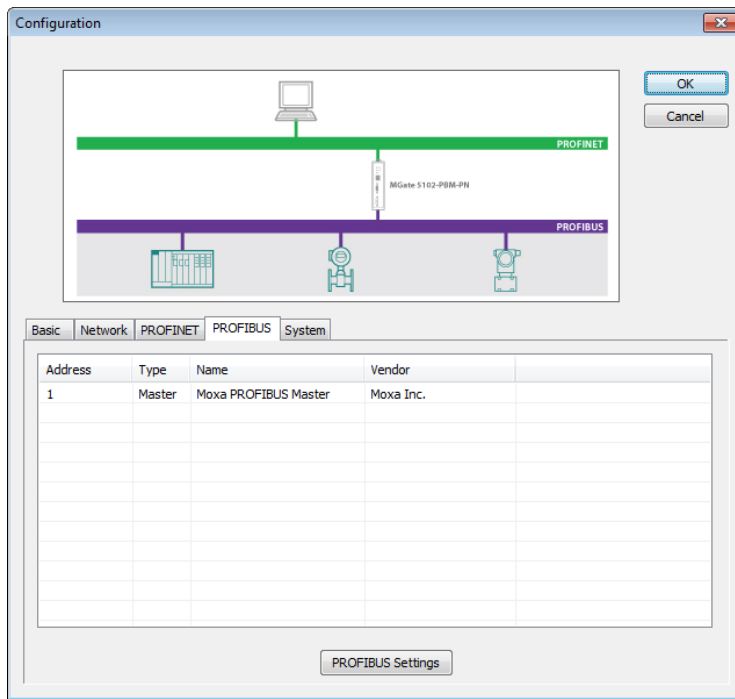 Configuration
OK
Cancel
PROFINET
MGate 5102-PBM-PN
PROFIBUS
Basic Network PROFINET PROFIBUS System
Address Type Name Vendor
1 Master Moxa PROFIBUS Master Moxa Inc.
PROFIBUS Settings